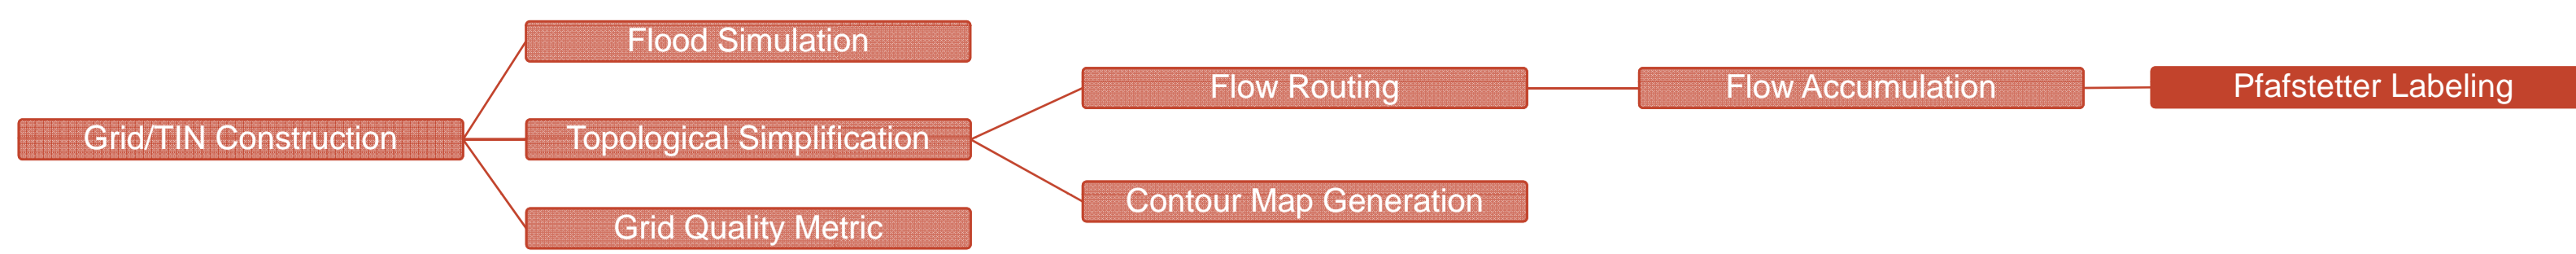 Flood Simulation
Flow Routing
Flow Accumulation
Pfafstetter Labeling
Grid/TIN Construction
Topological Simplification
Contour Map Generation
Grid Quality Metric